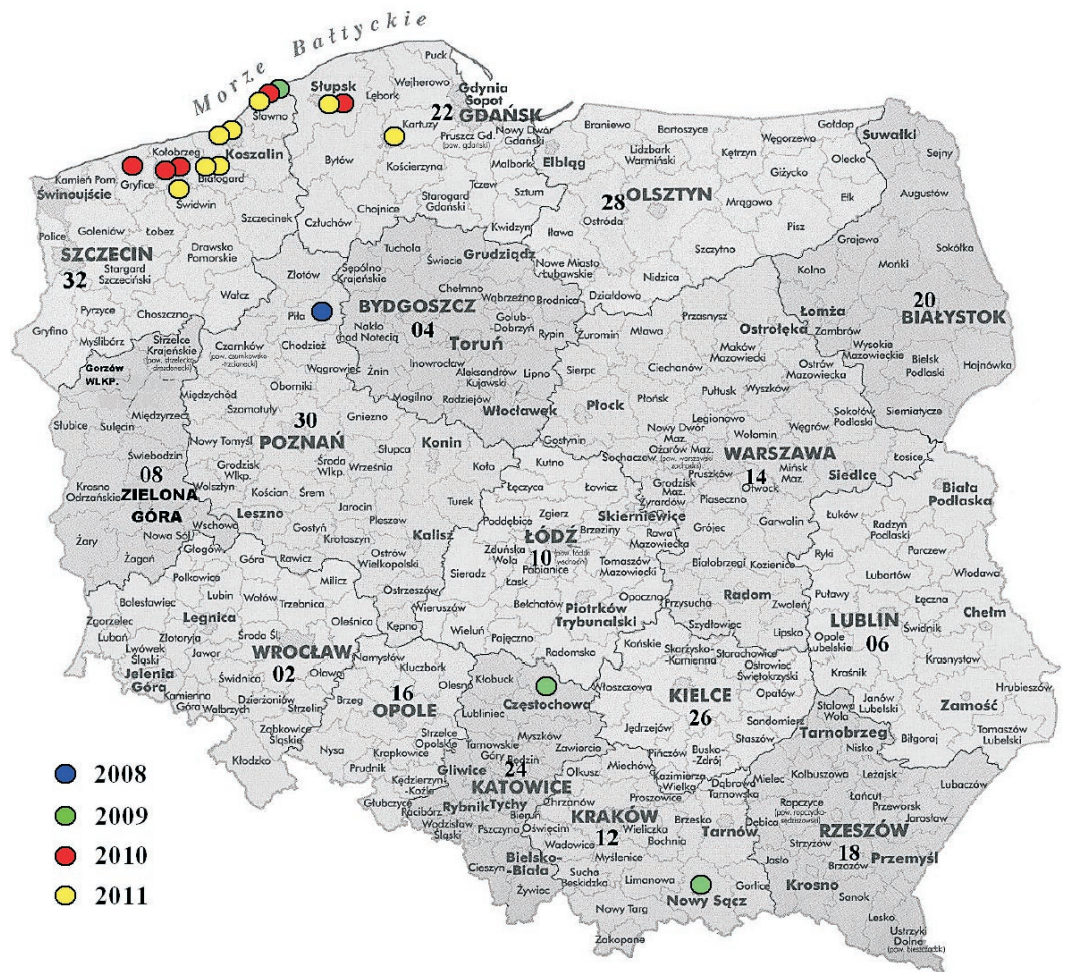 Morze Bałtyckie
Puck
Wejherowo
Słupsk
Lębork
Gdynia
Sopot
22 GDAŃSK
Sławno
Kartuzy
Pruszcz Gd.
(pow. gdański)
Nowy Dwór
Gdański
Braniewo
Bartoszyce
Węgorzewo
Gołdap
Suwałki
Kołobrzeg
Koszalin
Bytów
Kościerzyna
Malbork
Elbląg
Lidzbark
Warmiński
Kętrzyn
Olecko
Sejny
Kamień Pom
Gryfice
Białogard
Tczew
Sztum
Giżycko
Świnoujście
Świdwin
Starogard
Gdański
28 OLSZTYN
Mrągowo
Ełk
Augustów
Police
Goleniów
Łobez
Szczecinek
Człuchów
Chojnice
Kwidzyn
Iława
Ostróda
Szczytno
Pisz
Grajewo
Sokółka
SZCZECIN
32
Stargard
Szczeciński
Drawsko
Pomorskie
Złotów
Sępólno
Krajeńskie
Tuchola
Świecie
Grudziądz
Nowe Miasto
Lubawskie
Nidzica
Kolno
Mońki
Pyrzyce
Choszczno
Wałcz
Piła
Chełmno
BYDGOSZCZ
04
Wąbrzeźno
Brodnica
Działdowo
20
BIAŁYSTOK
Gryfino
Myślibórz
Strzelce
Krajeńskie
Czarnków
Chodzież
Nakło
nad Notecią
Toruń
Golub-
Dobrzyń
Rypin
Żuromin
Mława
Przasnysz
Ostrołęka
Łomża
Zambrów
Wysokie
Mazowieckie
Bielsk
Podlaski
Hajnówka
Gorzów
WLKP.
Wągrowiec
Żnin
Inowrocław
Aleksandrów
Kujawski
Lipno
Sierpc
Ciechanów
Maków
Mazowiecki
Ostrów
Mazowiecka
Międzychód
Oborniki
Mogilno
Radziejów
Włocławek
Płock
Płońsk
Pułtusk
Wyszków
Siemiatycze
Słubice
Sulęcin
Międzyrzecz
Szamotuły
30
POZNAŃ
Gniezno
Słupca
Konin
Gostynin
Legionowo
Nowy Dwór
Maz.
Wołomin
Węgrów
Sokołów
Podlaski
Świebodzin
Nowy Tomyśl
Środa
Wlkp.
Września
Koło
Kutno
Sochaczew
Ożarów Maz.
WARSZAWA
14
Siedlce
Łosice
08
ZIELONA
GÓRA
Krosno
Odrzańskie
Grodzisk
Wlkp.
Wolsztyn
Kościan
Śrem
Turek
Łęczyca
Łowicz
Grodzisk
Maz.
Pruszków
Otwock
Mińsk
Maz.
Biała
Podlaska
Leszno
Jarocin
Żyrardów
Piaseczno
Nowa Sól
Wschowa
Gostyń
Pleszew
Kalisz
Poddębice
Zgierz
Brzeziny
Skierniewice
Grójec
Garwolin
Łuków
Radzyń
Podlaski
Żary
Żagań
Głogów
Góra
Rawicz
Krotoszyn
Ostrów
Wielkopolski
Sieradz
Zduńska
Wola
ŁÓDŹ
10
Pabianice
Rawa
Mazowiecka
Białobrzegi
Kozienice
Ryki
Parczew
Polkowice
Lubin
Wołów
Milicz
Trzebnica
Ostrzeszów
Łask
Tomaszów
Mazowiecki
Lubartów
Włodawa
Bolesławiec
Zgorzelec
Legnica
Oleśnica
Wieruszów
Kępno
Bełchatów
Piotrków
Trybunalski
Opoczno
Przysucha
Radom
Zwoleń
Puławy
Łęczna
Lubań
Złotoryja
Środa Śl.
Wieluń
Pajęczno
Szydłowiec
LUBLIN
06
Świdnik
Chełm
Lwówek
Śląski
Jawor
WROCŁAW
02
Namysłów
Radomsko
Końskie
Skarżysko-
Kamienna
Starachowice
Lipsko
Opole
Lubelskie
Krasnystaw
Jelenia
Góra
Świdnica
Oława
Kluczbork
Olesno
Kłobuck
Włoszczowa
KIELCE
26
Ostrowiec
Świętokrzyski
Kraśnik
Hrubieszów
Kamienna
Góra
Wałbrzych
Dzierżoniów
Strzelin
Brzeg
16
OPOLE
Lubliniec
Częstochowa
Jędrzejów
Opatów
Janów
Lubelski
Zamość
Ząbkowice
Śląskie
Strzelce
Opolskie
Myszków
Sandomierz
Staszów
Stalowa
Wola
Tarnobrzeg
Biłgoraj
Tomaszów
Lubelski
Nysa
Krapkowice
Tarnowskie
Góry
Będzin
Zawiercie
Pińczów
Busko-
Zdrój
Nisko
Kłodzko
Prudnik
Kędzierzyn-
Koźle
Gliwice
24
KATOWICE
Olkusz
Miechów
Kazimierza
Wielka
Dąbrowa
Tarnowska
Mielec
Kolbuszowa
Leżajsk
Lubaczów
Głubczyce
Racibórz
Rybnik
Tychy
Bieruń
Chrzanów
Proszowice
Ropczyce
Łańcut
Przeworsk
Wodzisław
Śląski
Pszczyna
Oświęcim
KRAKÓW
12
Wieliczka
Brzesko
Bochnia
Tarnów
Dębica
RZESZÓW
18
Jarosław
Wadowice
Myślenice
Strzyżów
Brzozów
Przemyśl
Cieszyn
Bielsko-
Biała
Żywiec
Sucha
Beskidzka
Limanowa
Nowy Sącz
Gorlice
Jasło
Krosno
Sanok
Nowy Targ
Zakopane
Lesko
Ustrzyki
Dolne
2008
2009
2010
2011